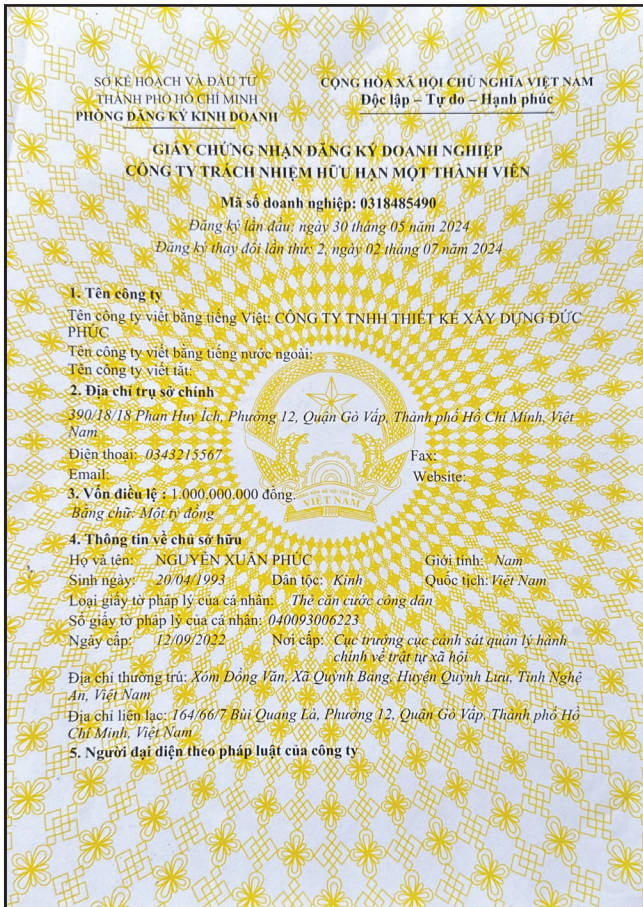 SỞ KẾ HOẠCH VÀ ĐẦU TƯ
THÀNH PHỐ HỒ CHÍ MINH
PHÒNG ĐĂNG KÝ KINH DOANH
CỘNG HÒA XÃ HỘI CHỦ NGHĨA VIỆT NAM
Độc lập – Tự do – Hạnh phúc
GIẤY CHỨNG NHẬN ĐĂNG KÝ DOANH NGHIỆP
CÔNG TY TRÁCH NHIỆM HỮU HẠN MỘT THÀNH VIÊN
Mã số doanh nghiệp: 0318485490
Đăng ký lần đầu: ngày 30 tháng 05 năm 2024
Đăng ký thay đổi lần thứ: 2, ngày 02 tháng 07 năm 2024
1. Tên công ty
Tên công ty viết bằng tiếng Việt: CÔNG TY TNHH THIẾT KẾ XÂY DỰNG ĐỨC
PHÚC
Tên công ty viết bằng tiếng nước ngoài:
Tên công ty viết tắt:
2. Địa chỉ trụ sở chính
390/18/18 Phan Huy Ích, Phường 12, Quận Gò Vấp, Thành phố Hồ Chí Minh, Việt
Nam
Điện thoại: 0343215567 Fax:
Email: Website:
3. Vốn điều lệ : 1.000.000.000 đồng.
Bằng chữ: Một tỷ đồng
VIỆT NAM
4. Thông tin về chủ sở hữu
Họ và tên: NGUYỄN XUÂN PHÚC Giới tính: Nam
Sinh ngày: 20/04/1993 Dân tộc: Kinh Quốc tịch: Việt Nam
Loại giấy tờ pháp lý của cá nhân: Thẻ căn cước công dân
Số giấy tờ pháp lý của cá nhân: 040093006223
Ngày cấp: 12/09/2022 Nơi cấp: Cục trưởng cục cảnh sát quản lý hành
chính về trật tự xã hội
Địa chỉ thường trú: Xóm Đồng Văn, Xã Quỳnh Bảng, Huyện Quỳnh Lưu, Tỉnh Nghệ
An, Việt Nam
Địa chỉ liên lạc: 164/66/7 Bùi Quang Là, Phường 12, Quận Gò Vấp, Thành phố Hồ
Chí Minh, Việt Nam
5. Người đại diện theo pháp luật của công ty